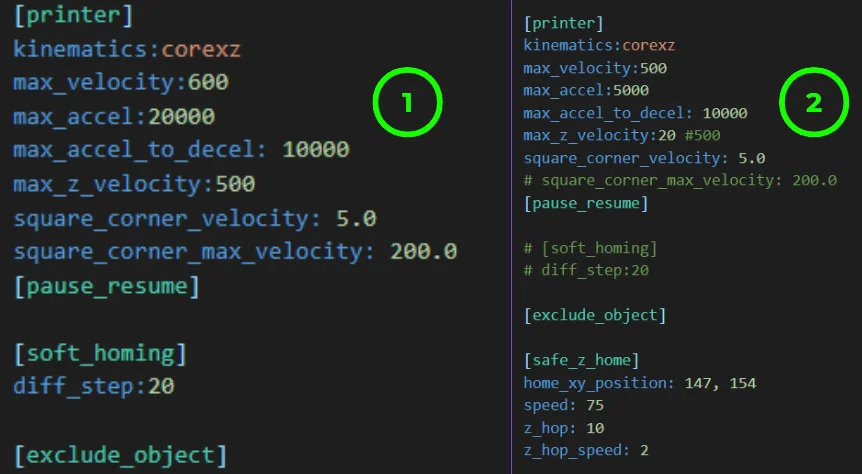 [printer]
kinematics:corexz
max_velocity:600
max_accel:20000
max_accel_to_decel: 10000
max_z_velocity:500
square_corner_velocity: 5.0
square_corner_max_velocity: 200.0
[pause_resume]
[soft_homing]
diff_step:20
[exclude_object]
1
[printer]
kinematics:corexz
max_velocity:500
max_accel:5000
max_accel_to_decel: 10000
max_z_velocity:20 #500
square_corner_velocity: 5.0
# square_corner_max_velocity: 200.0
[pause_resume]
# [soft_homing]
# diff_step:20
[exclude_object]
[safe_z_home]
home_xy_position: 147, 154
speed: 75
z_hop: 10
z_hop_speed: 2
2